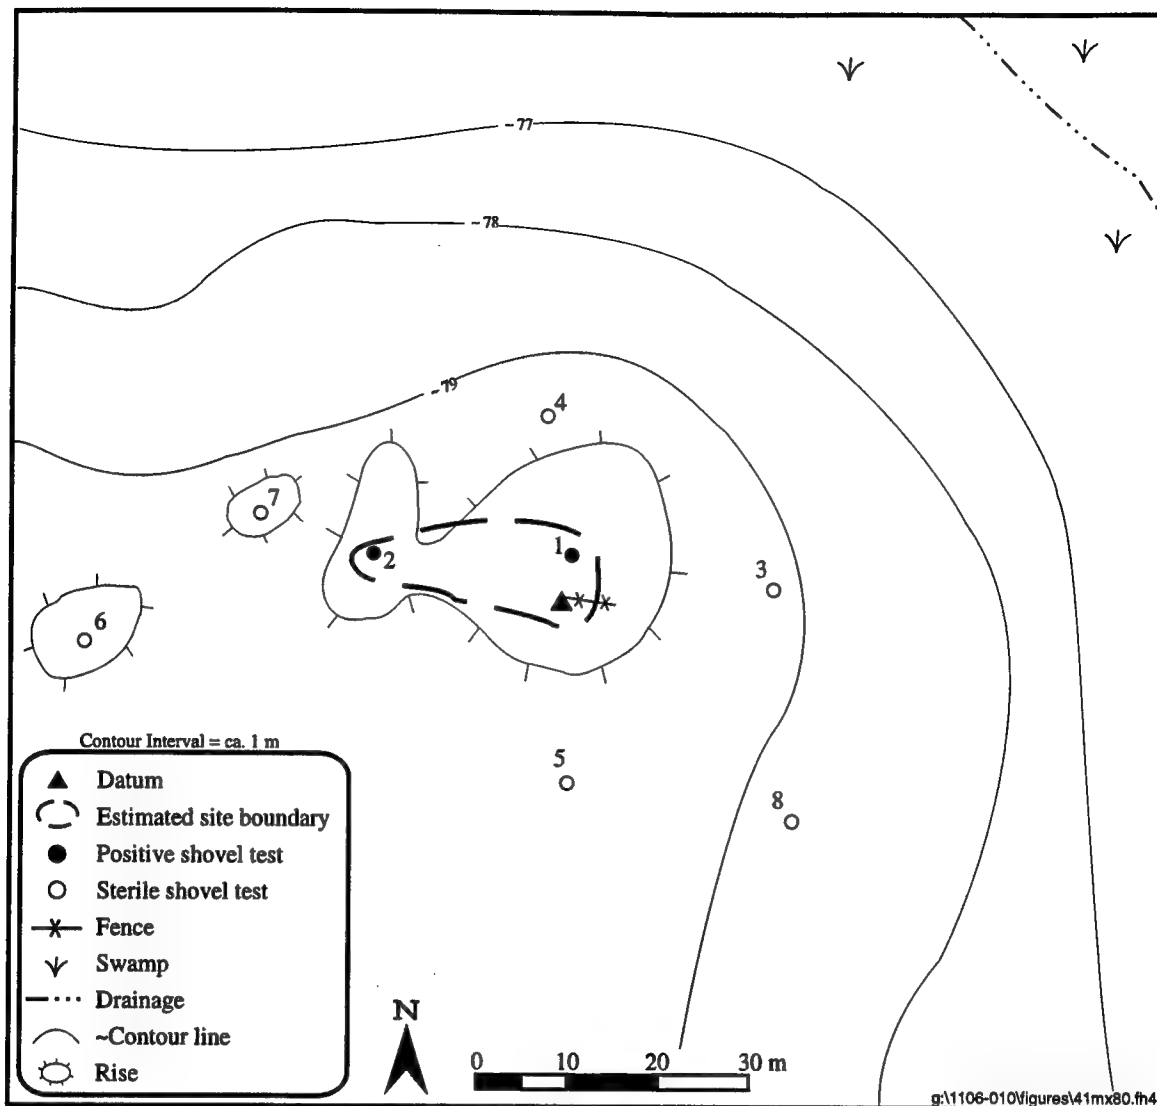 ~77
~78
~79
4
7
2
1
3
6
5
8
Contour Interval = ca. 1 m
Datum
Estimated site boundary
Positive shovel test
Sterile shovel test
Fence
Swamp
Drainage
~Contour line
Rise
N
0 10 20 30 m
g:\1106-010\figures\41mx80.fh4